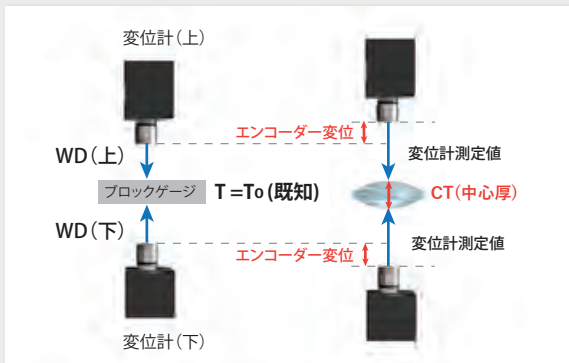 変位計(上)
エンコーダー変位
WD(上)
変位計測定値
ブロックゲージ
T=T0(既知)
CT(中心厚)
WD(下)
変位計測定値
エンコーダー変位
変位計(下)